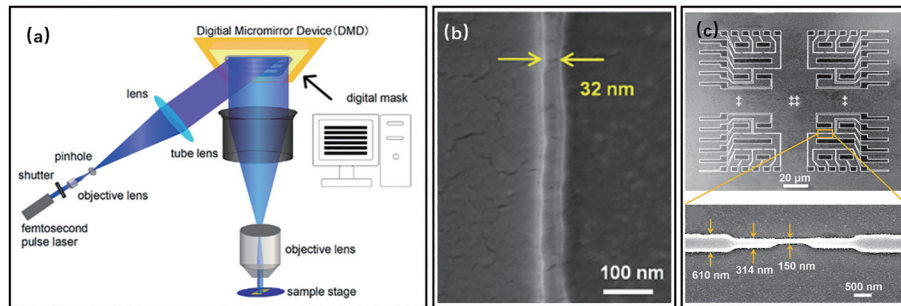 (a)
Digitial Micromirror Device(DMD)
lens
digital mask
tube lens
pinhole
shutter
objective lens
femtosecond
pulse laser
objective lens
sample stage
(b)
32 nm
100 nm
(c)
20 μm
610 nm
314 nm
150 nm
500 nm